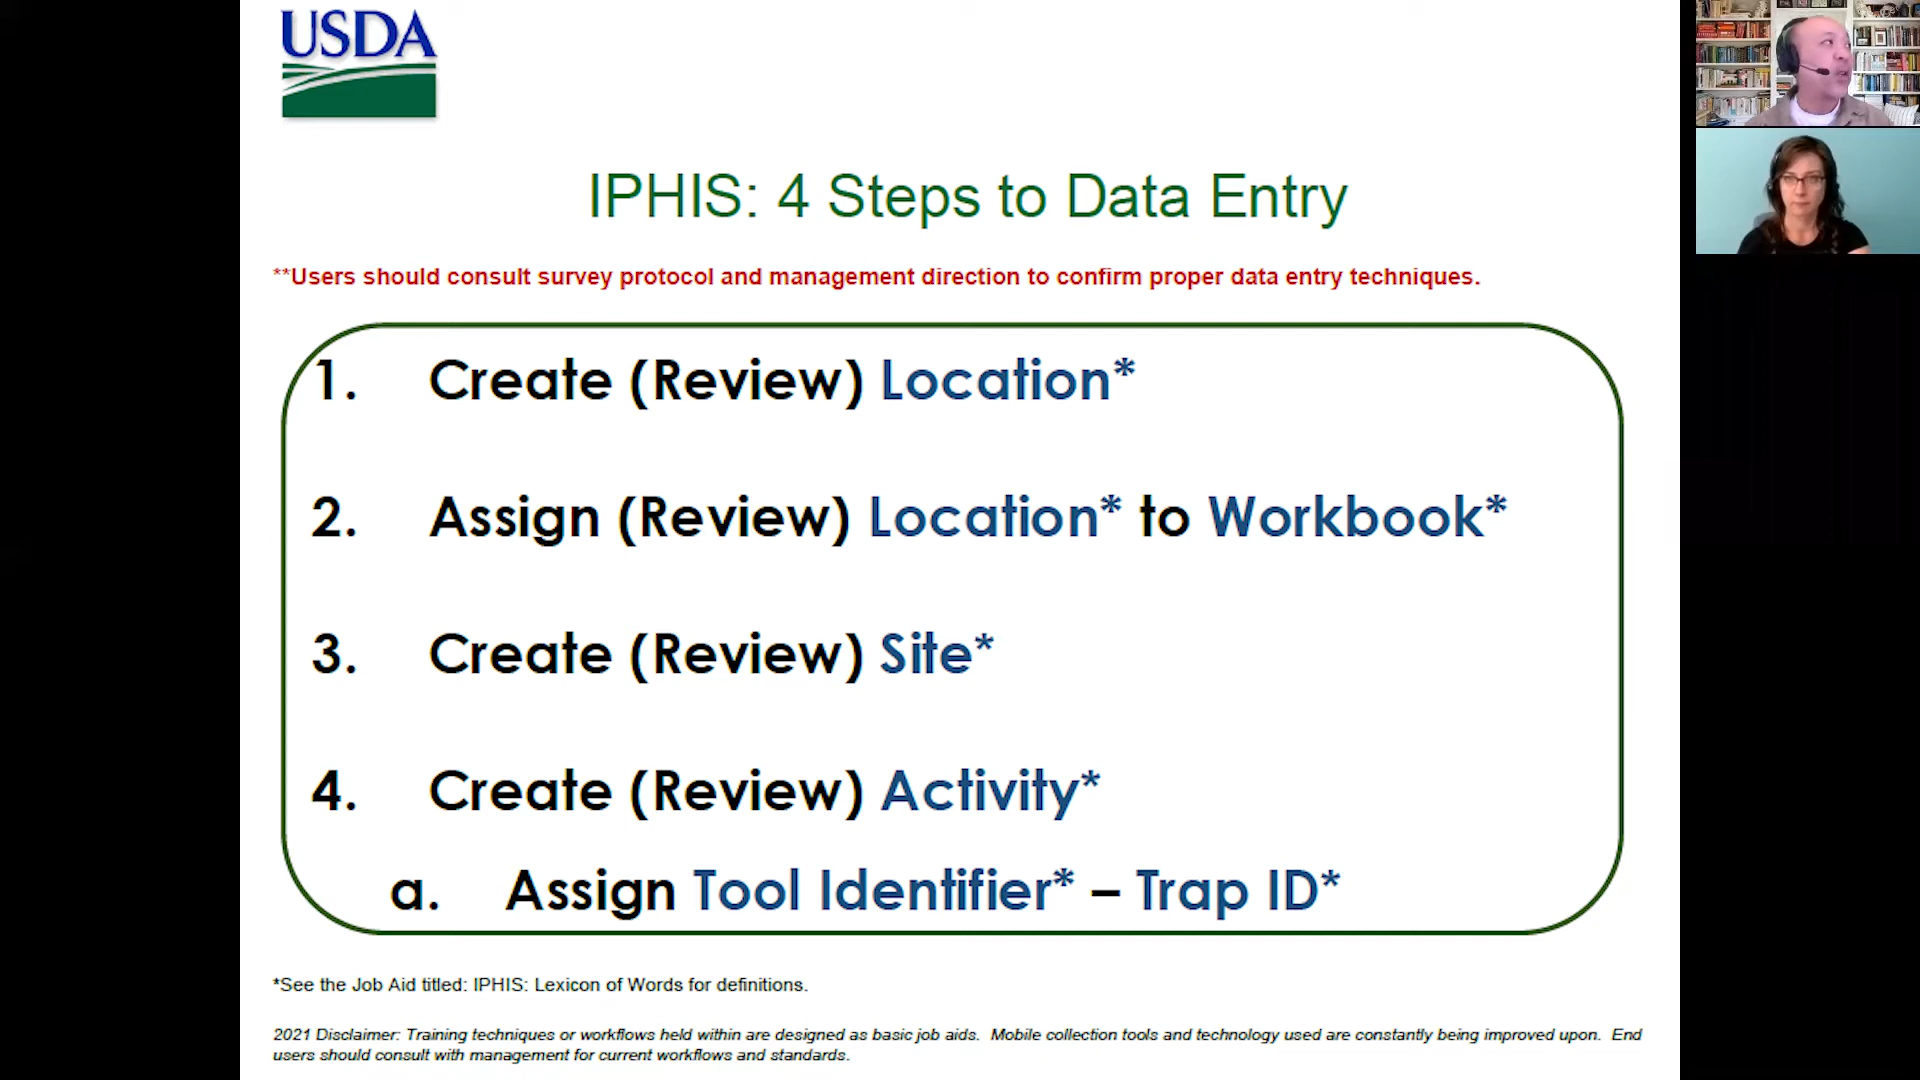 USDA
IPHIS: 4 Steps to Data Entry
**Users should consult survey protocol and management direction to confirm proper data entry techniques.
1. Create (Review) Location*
2. Assign (Review) Location* to Workbook*
3. Create (Review) Site*
4. Create (Review) Activity*
a. Assign Tool Identifier* – Trap ID*
*See the Job Aid titled: IPHIS: Lexicon of Words for definitions.
2021 Disclaimer: Training techniques or workflows held within are designed as basic job aids. Mobile collection tools and technology used are constantly being improved upon. End
users should consult with management for current workflows and standards.